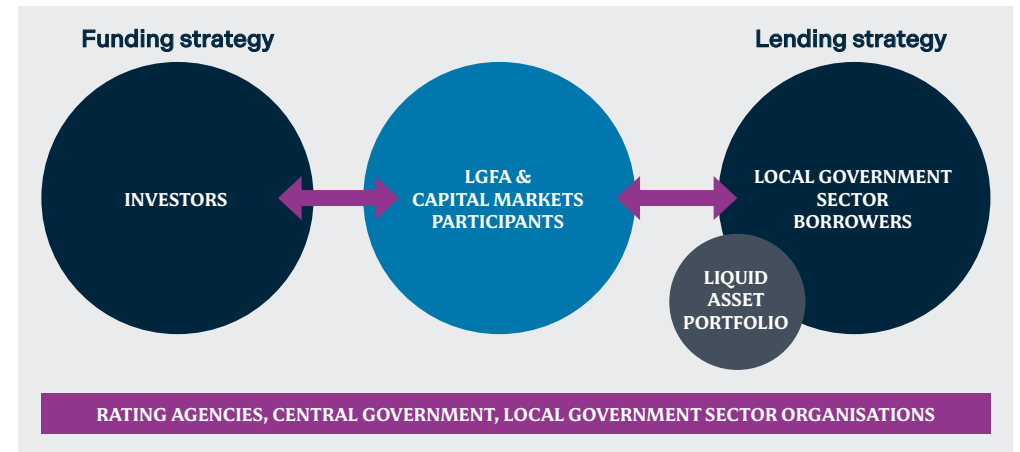 Funding strategy
Lending strategy
INVESTORS
LGFA &
CAPITAL MARKETS
PARTICIPANTS
LOCAL GOVERNMENT
SECTOR
BORROWERS
LIQUID
ASSET
PORTFOLIO
RATING AGENCIES, CENTRAL GOVERNMENT, LOCAL GOVERNMENT SECTOR ORGANISATIONS